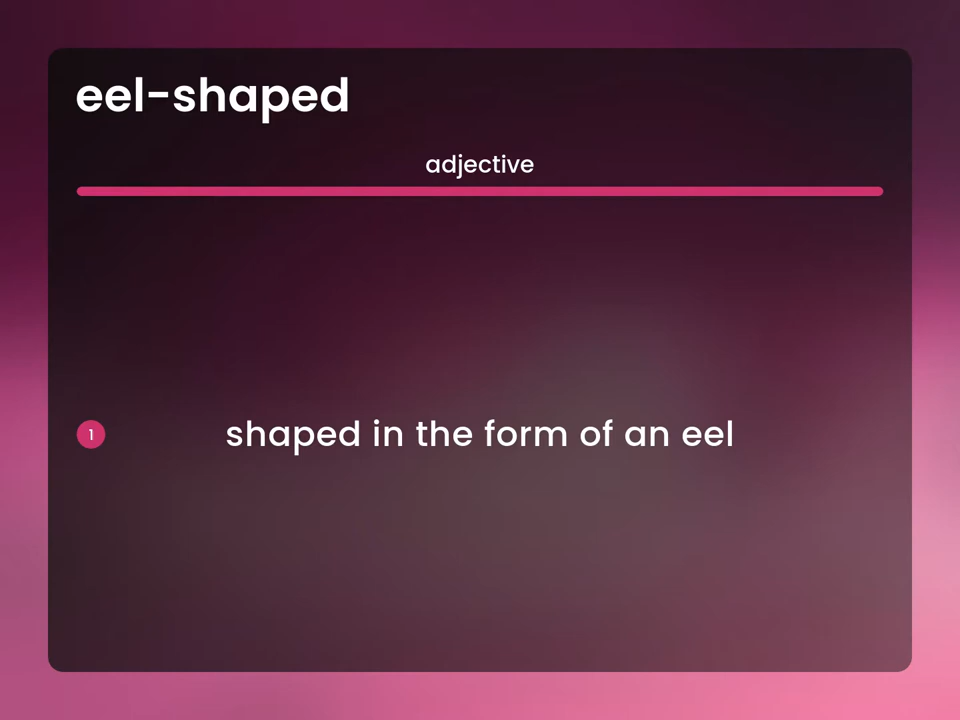 eel-shaped
adjective
1 shaped in the form of an eel